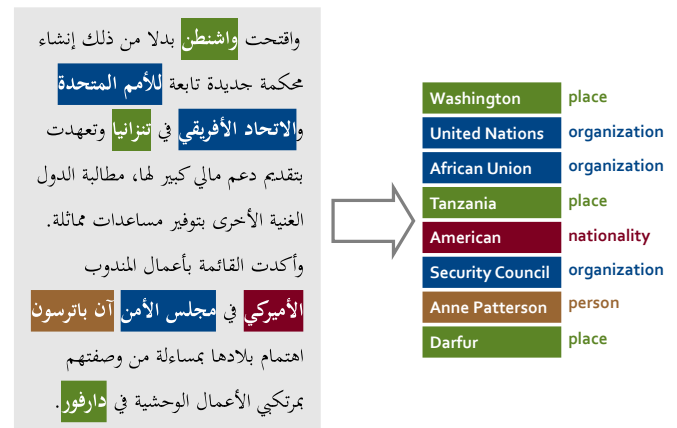 واقتحت واشنطن بدلا من ذلك إنشاء
محكمة جديدة تابعة للأمم المتحدة
والاتحاد الأفريقي في تنزانيا وتعهدت
بتقديم دعم مالي كبير لها، مطالبة الدول
الغنية الأخرى بتوفير مساعدات مماثلة.
وأكدت القائمة بأعمال المندوب
الأميركي في مجلس الأمن آن باترسون
اهتمام بلادها بمساءلة من وصفتهم
بمرتكبي الأعمال الوحشية في دارفور.
Washington place
United Nations organization
African Union organization
Tanzania place
American nationality
Security Council organization
Anne Patterson person
Darfur place